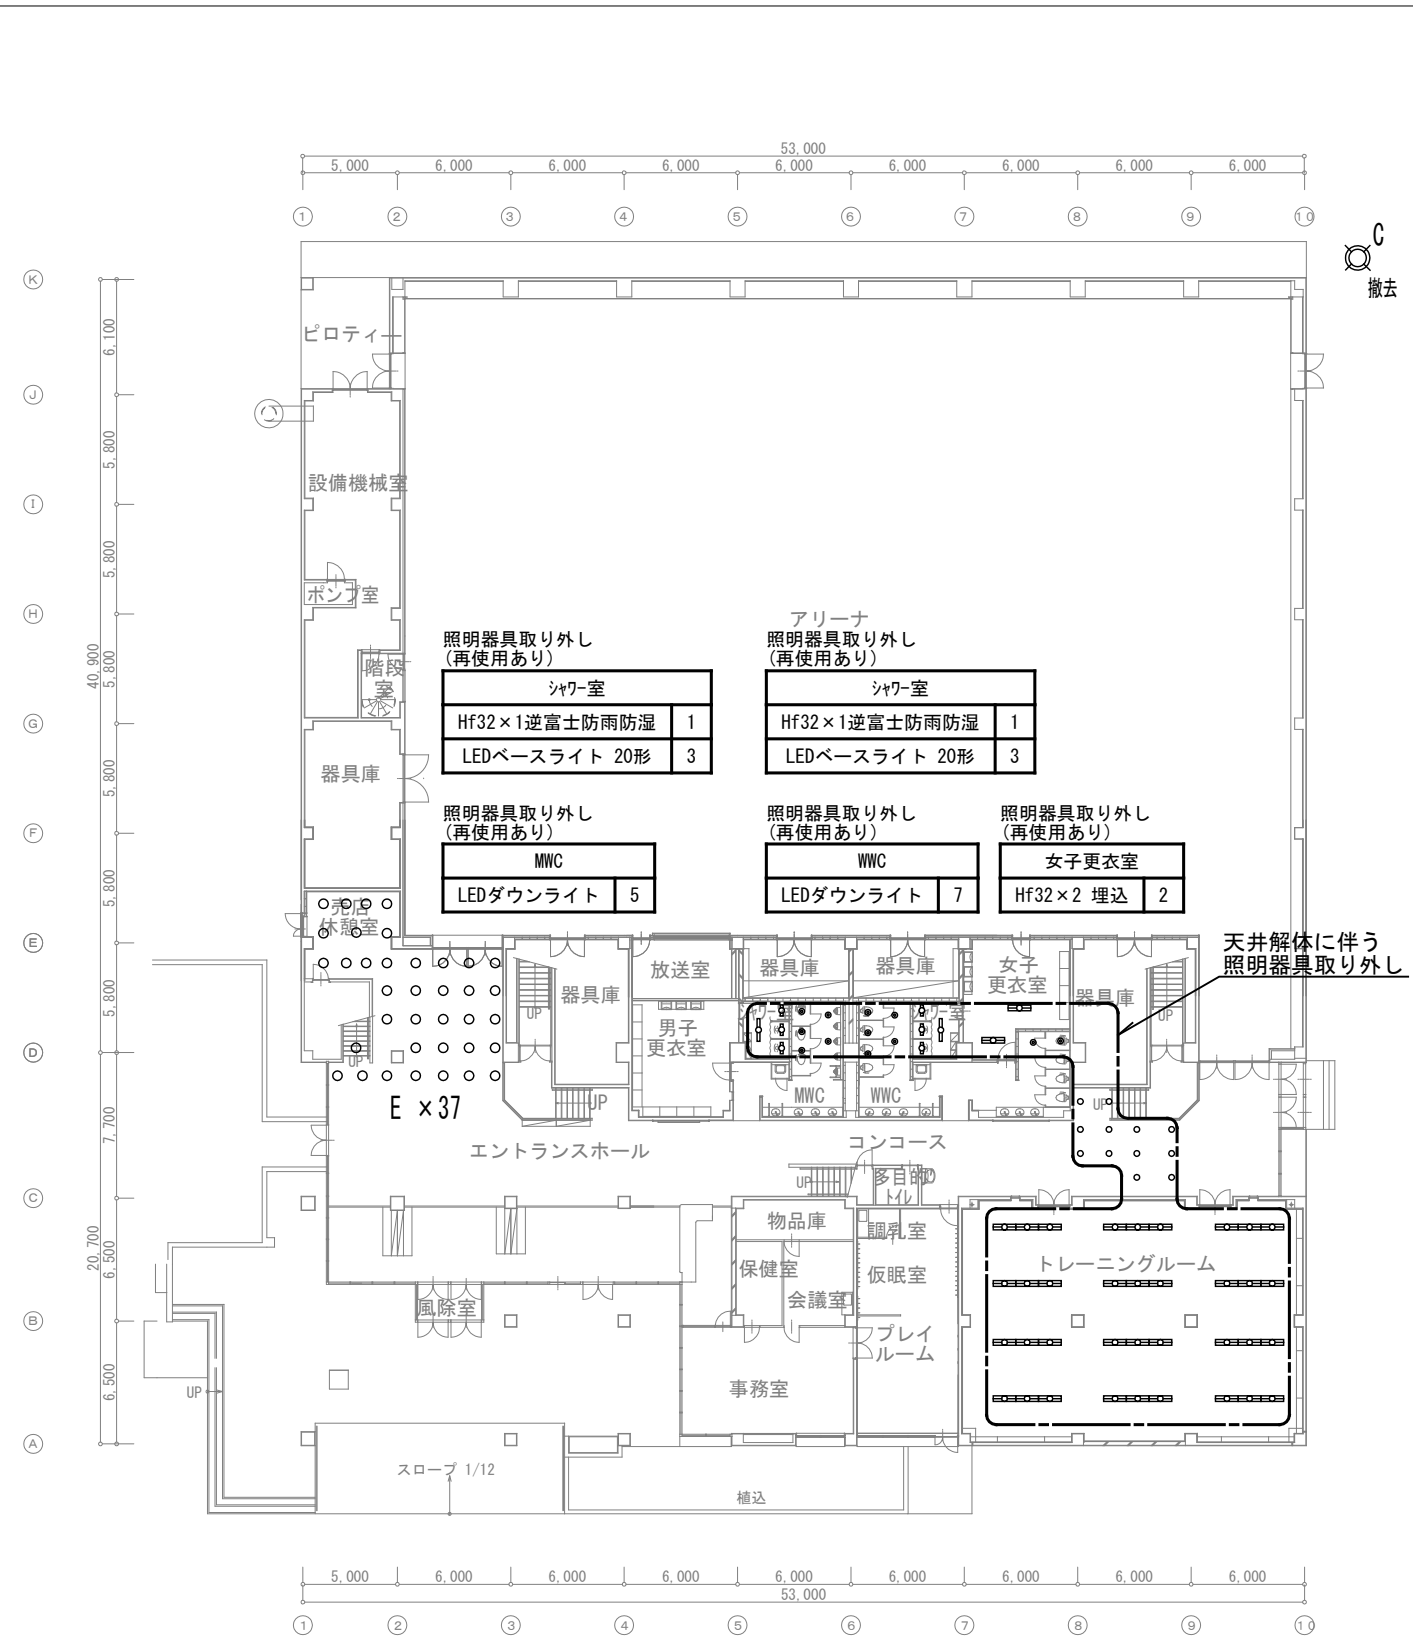 53,000
5,000 6,000 6,000 6,000 6,000 6,000 6,000 6,000 6,000
1 2 3 4 5 6 7 8 9 10
C
撤去
K
J
I
H
G
F
E
D
C
B
A
6,100
5,800
5,800
5,800
5,800
5,800
5,800
40,900
7,700
6,500
6,500
20,700
ピロティー
設備機械室
ポンプ室
階段
室
器具庫
アリーナ
照明器具取り外し
(再使用あり)
シャワー室
Hf32×1逆富士防雨防湿 1
LEDベースライト 20形 3
照明器具取り外し
(再使用あり)
シャワー室
Hf32×1逆富士防雨防湿 1
LEDベースライト 20形 3
照明器具取り外し
(再使用あり)
MWC
LEDダウンライト 5
照明器具取り外し
(再使用あり)
WWC
LEDダウンライト 7
照明器具取り外し
(再使用あり)
女子更衣室
Hf32×2 埋込 2
天井解体に伴う
照明器具取り外し
売店
休憩室
器具庫
UP
放送室
男子
更衣室
器具庫
器具庫
シャワー室
シャワー室
女子
更衣室
器具庫
UP
UP
E ×37
UP
MWC
WWC
UP
エントランスホール
コンコース
UP
多目的
トイレ
物品庫
調乳室
保健室
仮眠室
会議室
風除室
プレイ
ルーム
事務室
トレーニングルーム
UP
スロープ 1/12
植込
5,000 6,000 6,000 6,000 6,000 6,000 6,000 6,000 6,000
53,000
1 2 3 4 5 6 7 8 9 10